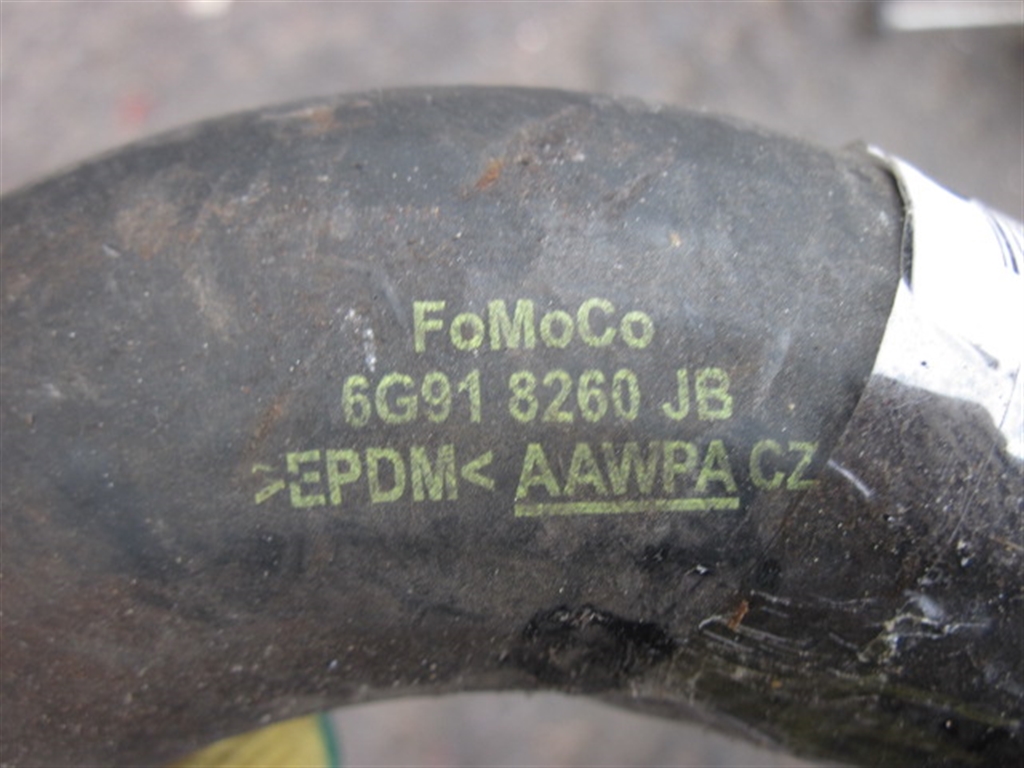 FoMoCo
6G91 8260 JB
>EPDM< AAWPA CZ